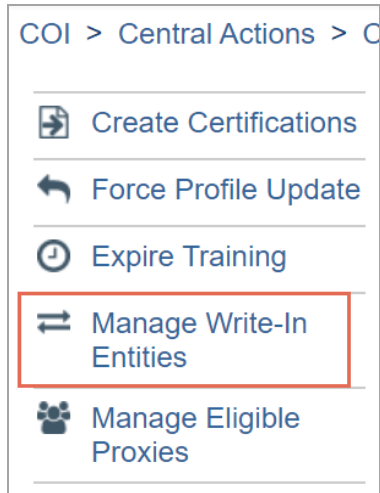 COI > Central Actions > C
Create Certifications
Force Profile Update
Expire Training
Manage Write-In
Entities
Manage Eligible
Proxies